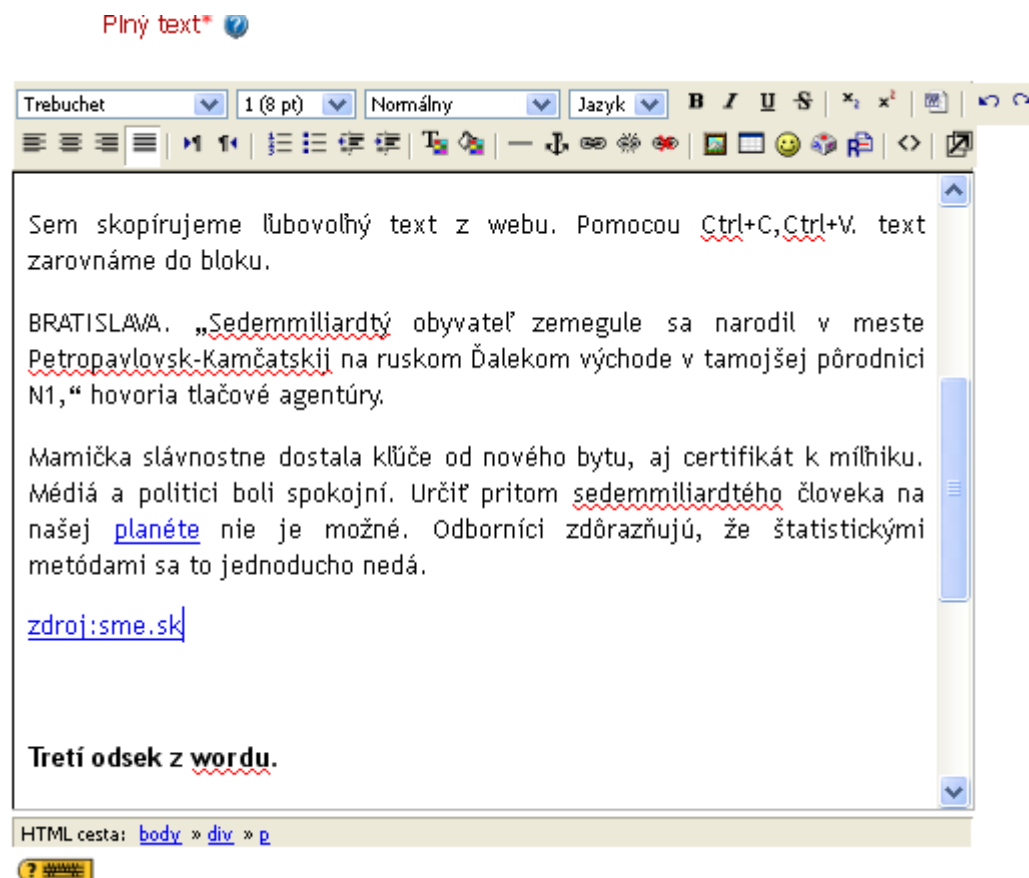 Plný text*
Trebuchet 1 (8 pt) Normálny Jazyk B I U S x₂ x²
Sem skopírujeme ľubovoľný text z webu. Pomocou Ctrl+C,Ctrl+V. text
zarovnáme do bloku.
BRATISLAVA. „Sedemmiliardtý obyvateľ zemegule sa narodil v meste
Petropavlovsk-Kamčatskij na ruskom Ďalekom východe v tamojšej pôrodnici
N1,“ hovoria tlačové agentúry.
Mamička slávnostne dostala kľúče od nového bytu, aj certifikát k míľniku.
Médiá a politici boli spokojní. Určiť pritom sedemmiliardtého človeka na
našej planéte nie je možné. Odborníci zdôrazňujú, že štatistickými
metódami sa to jednoducho nedá.
zdroj:sme.sk
Tretí odsek z wordu.
HTML cesta: body » div » p
?